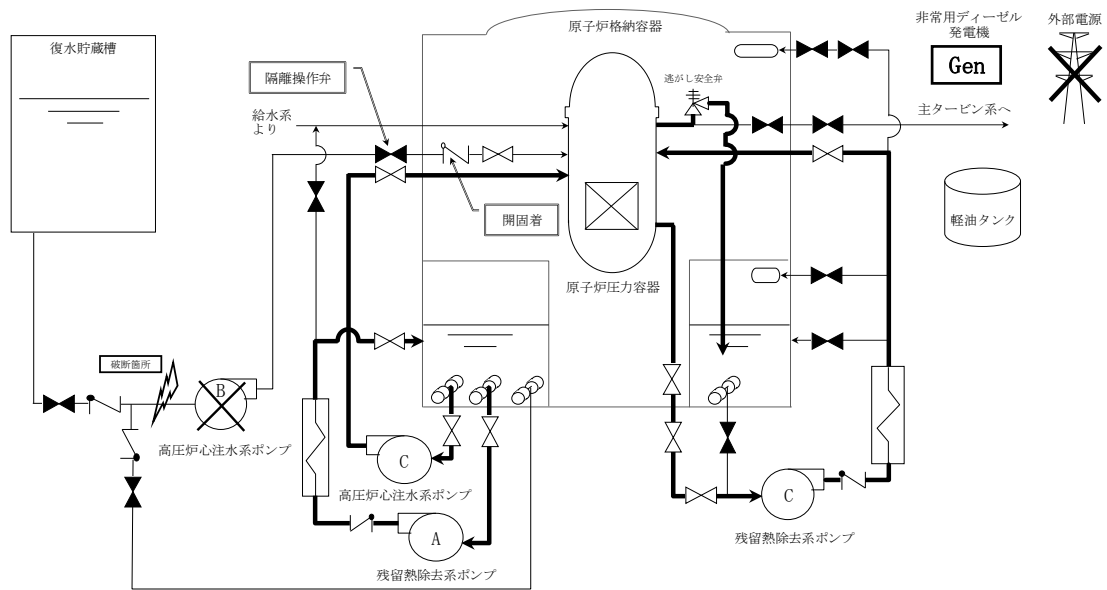 復水貯蔵槽
原子炉格納容器
非常用ディーゼル
発電機
外部電源
Gen
隔離操作弁
逃がし安全弁
給水系
より
主タービン系へ
開固着
軽油タンク
原子炉圧力容器
破断箇所
B
高圧炉心注水系ポンプ
C
高圧炉心注水系ポンプ
C
残留熱除去系ポンプ
A
残留熱除去系ポンプ